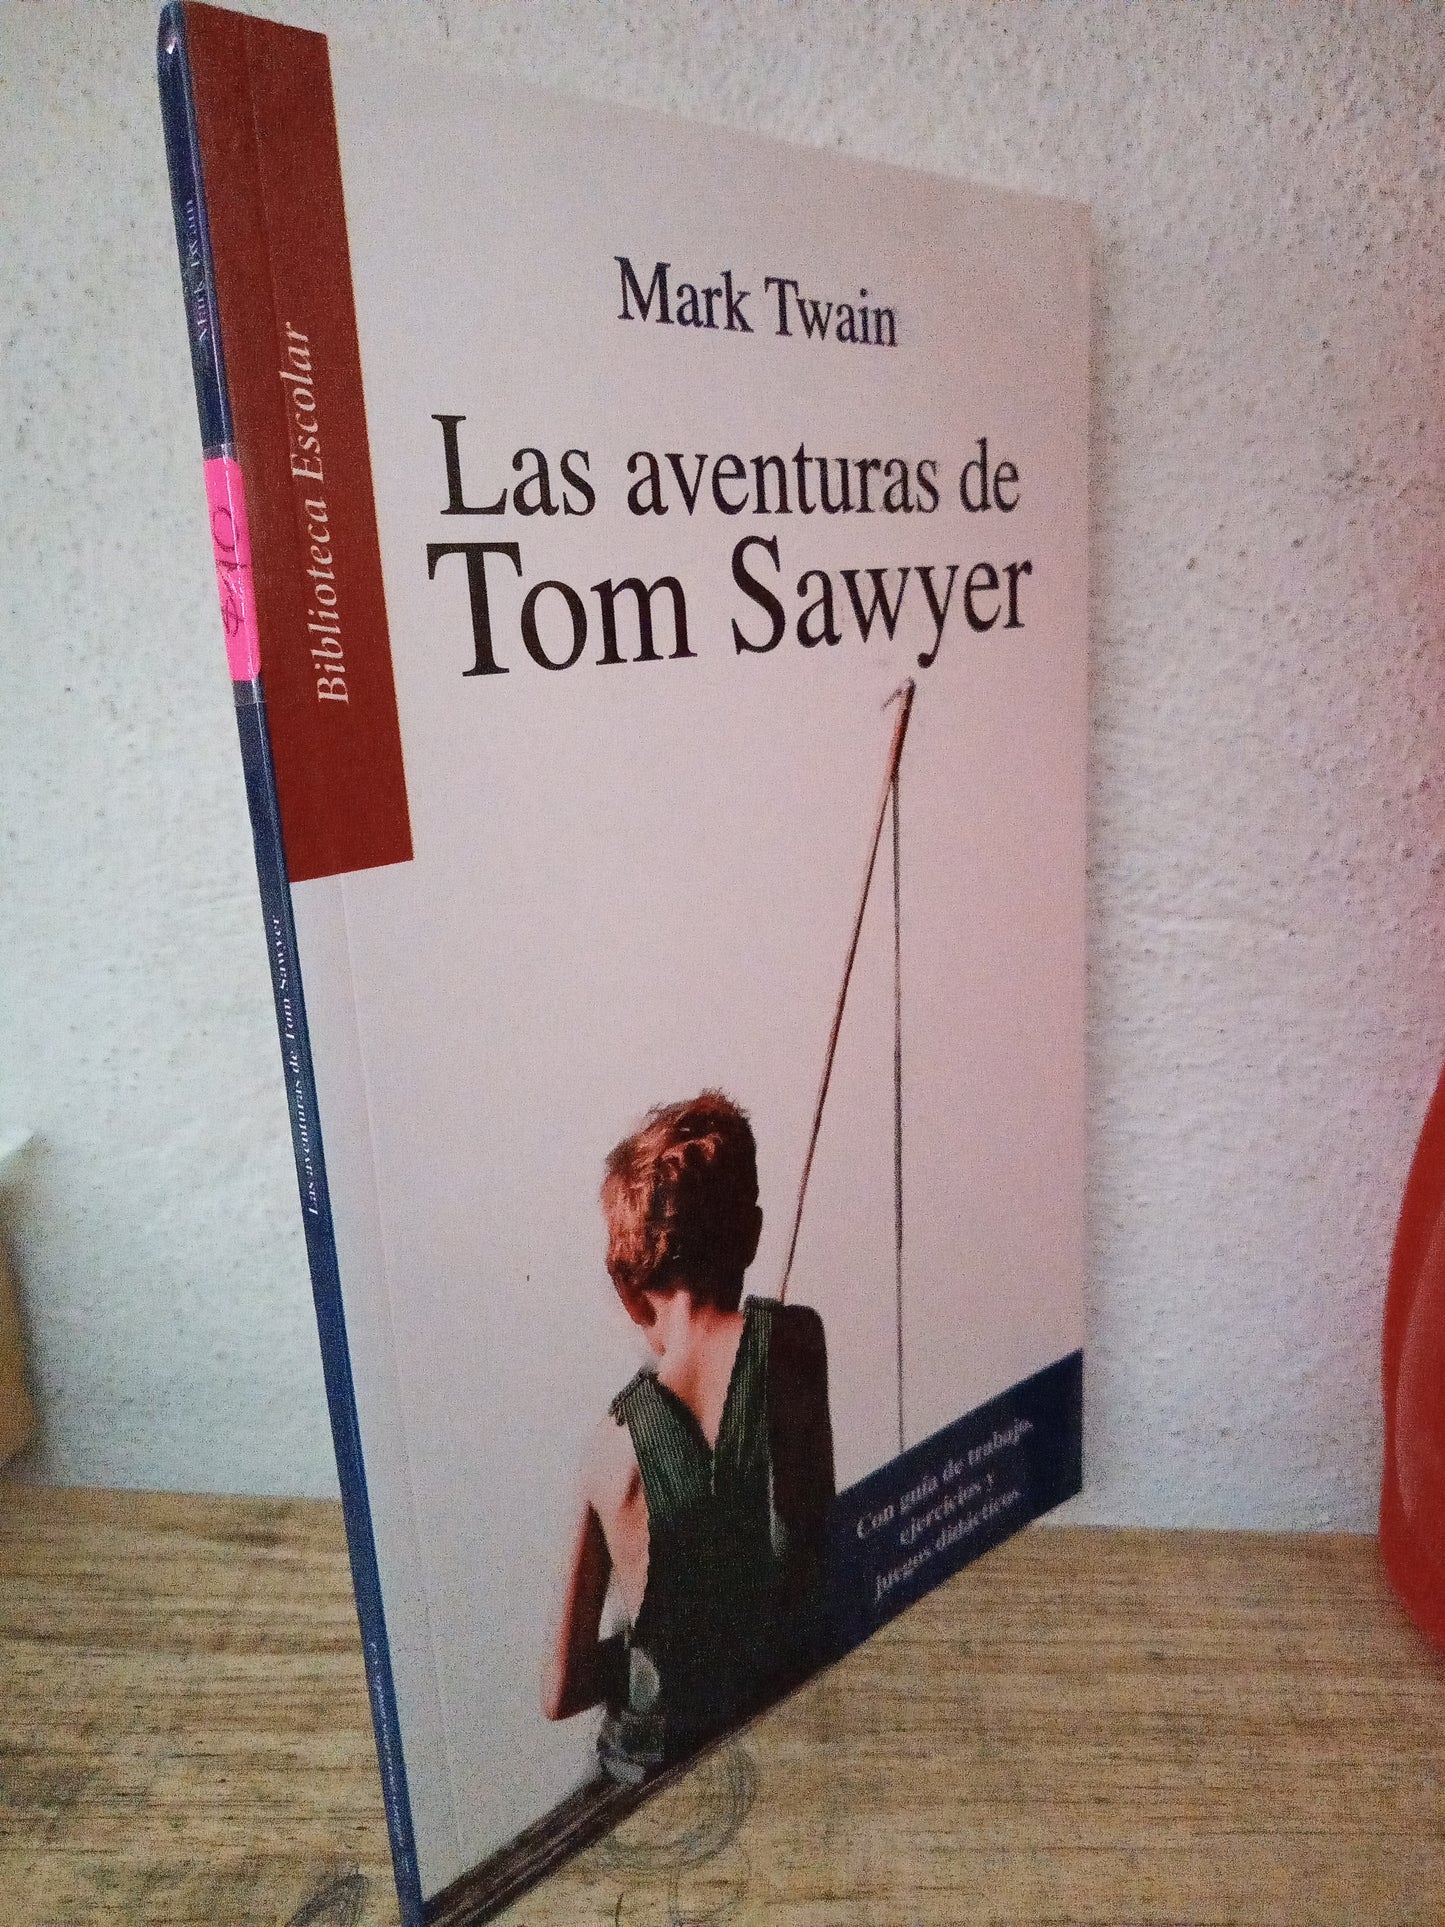 Mark Twain
$40
Biblioteca Escolar
Mark Twain
Las aventuras de
Tom Sawyer
Las aventuras de Tom Sawyer
Con guía de trabajo,
ejercicios y
juegos didácticos